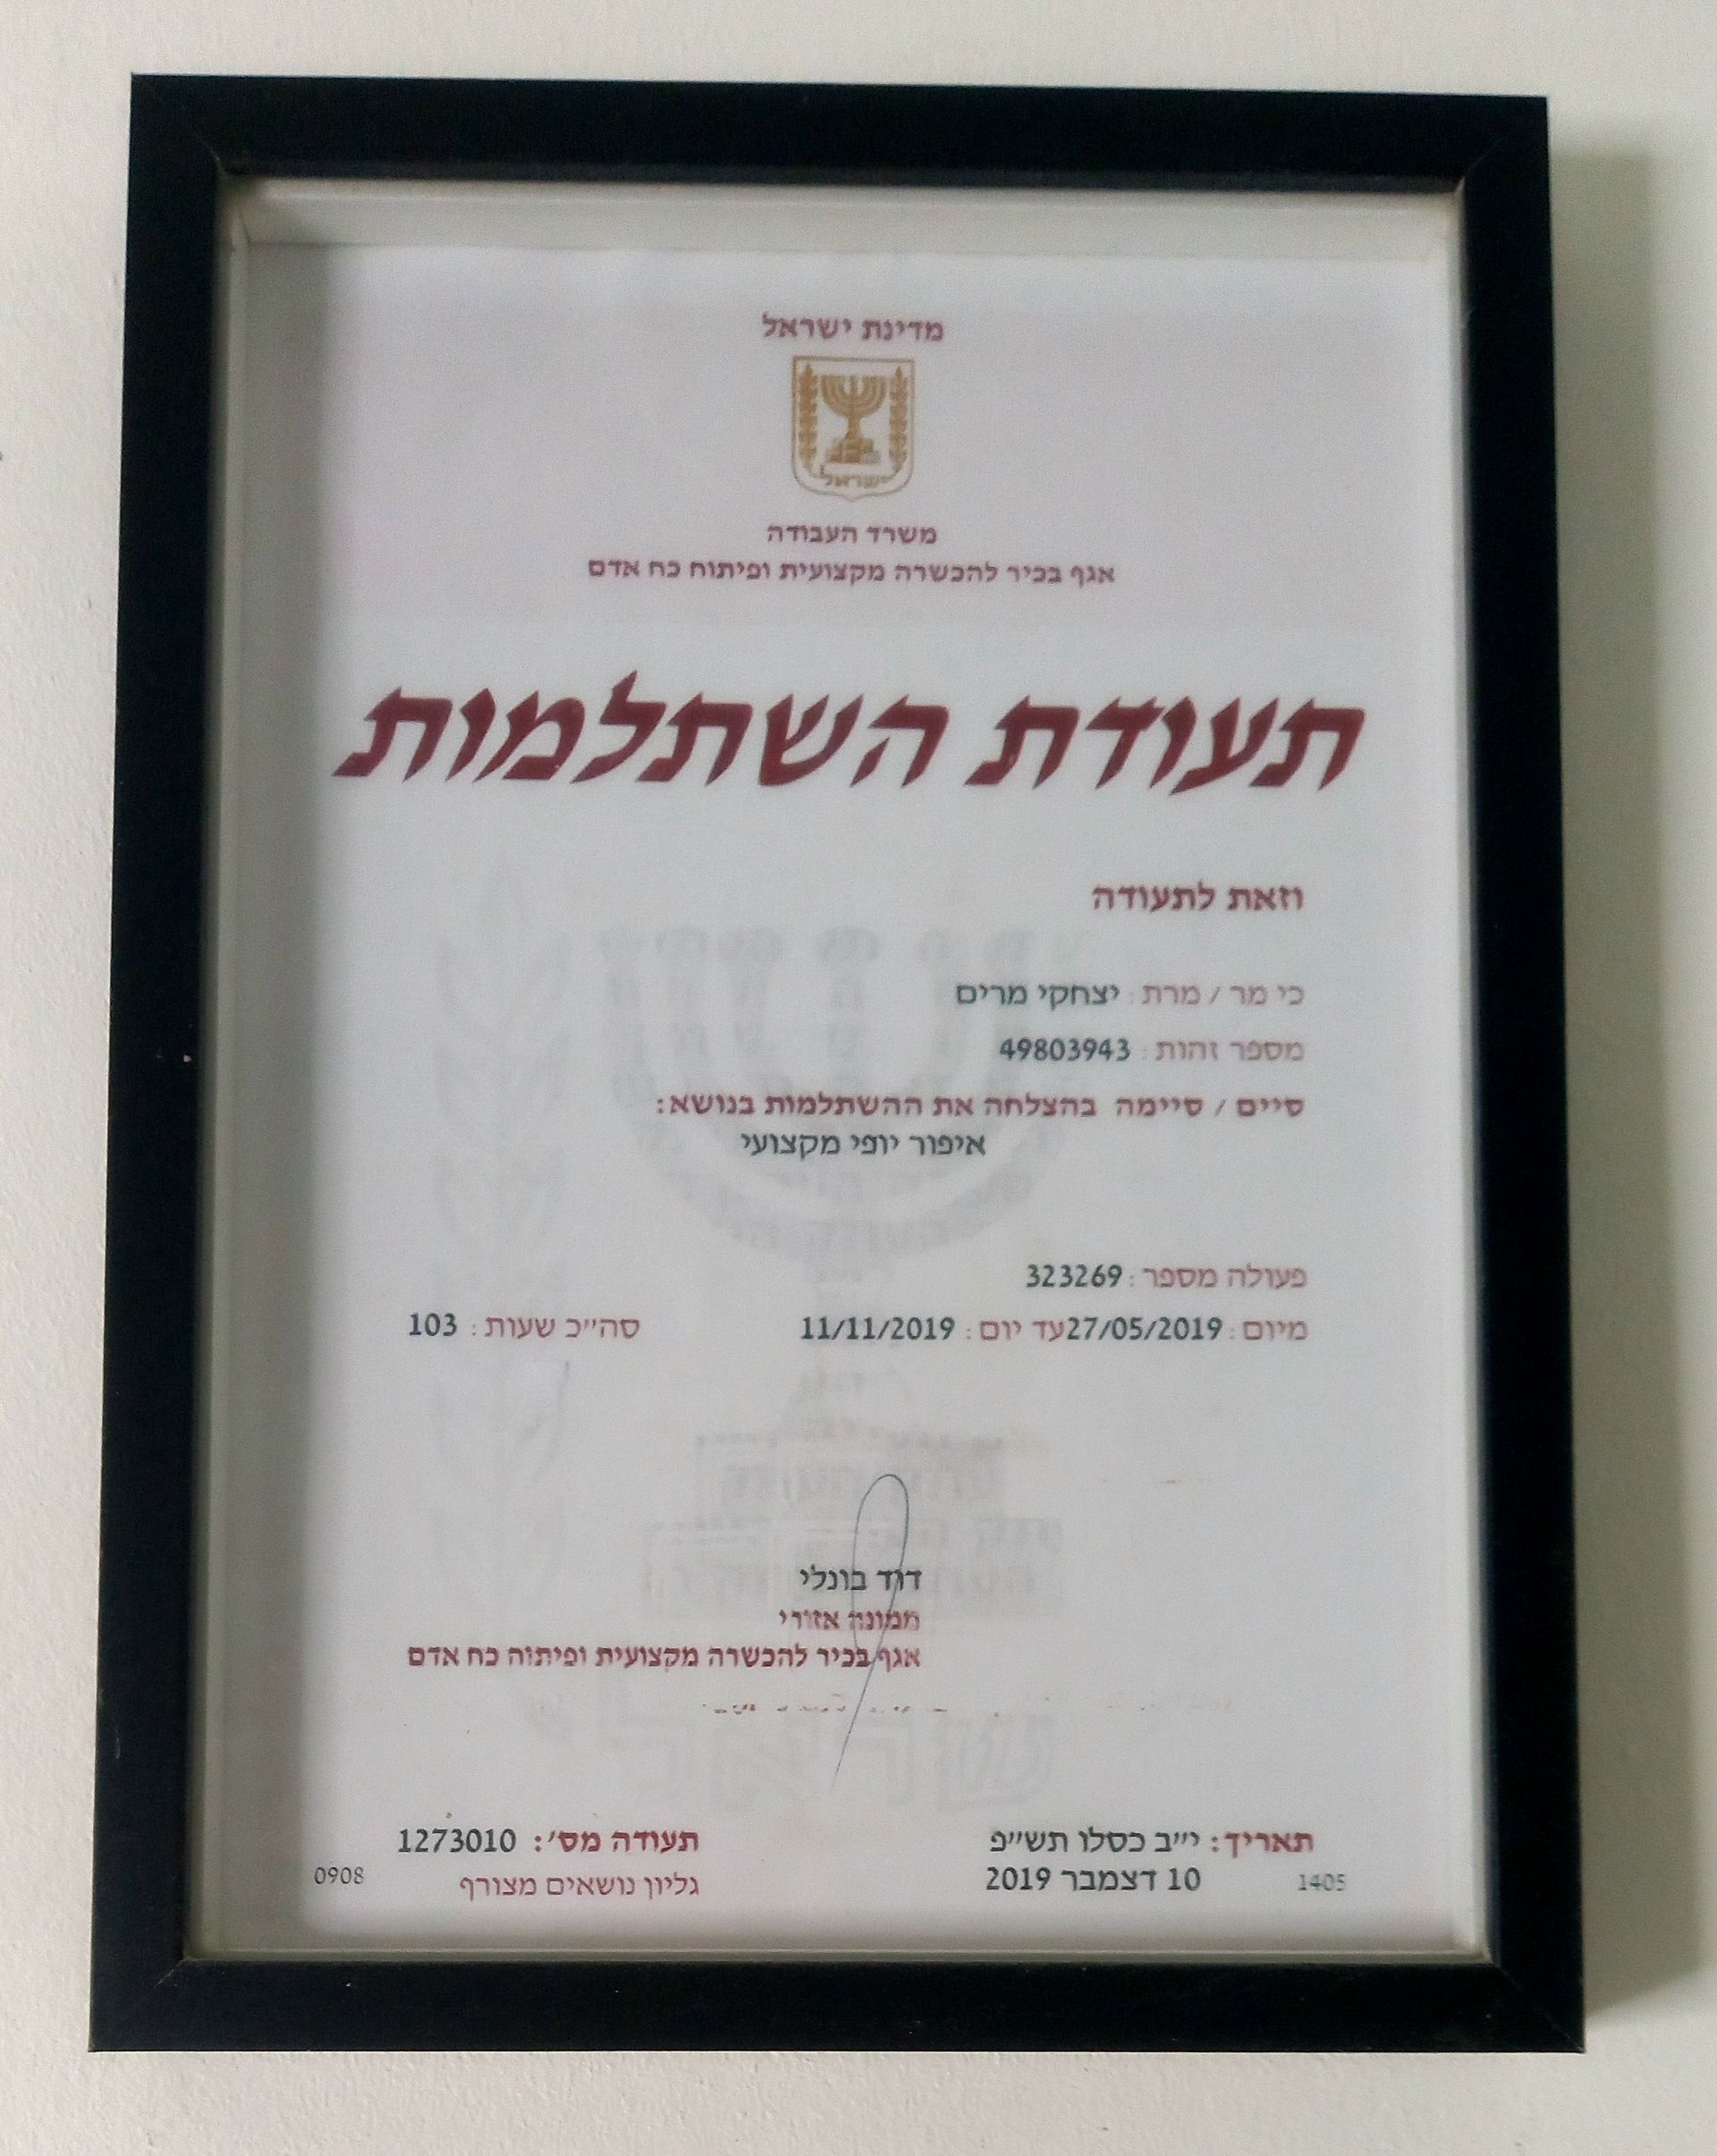 מדינת ישראל
ישראל
משרד העבודה
אגף בכיר להכשרה מקצועית ופיתוח כח אדם
תעודת השתלמות
וזאת לתעודה
כי מר / מרת : יצחקי מרים
מספר זהות : 49803943
סיים / סיימה בהצלחה את ההשתלמות בנושא:
איפור יופי מקצועי
פעולה מספר : 323269
מיום : 27/05/2019 עד יום : 11/11/2019 סה״כ שעות : 103
דוד בונלי
ממונה אזורי
אגף בכיר להכשרה מקצועית ופיתוה כח אדם
תאריך: י״ב כסלו תש״פ תעודה מס׳: 1273010
1405 10 דצמבר 2019 גליון נושאים מצורף 0908